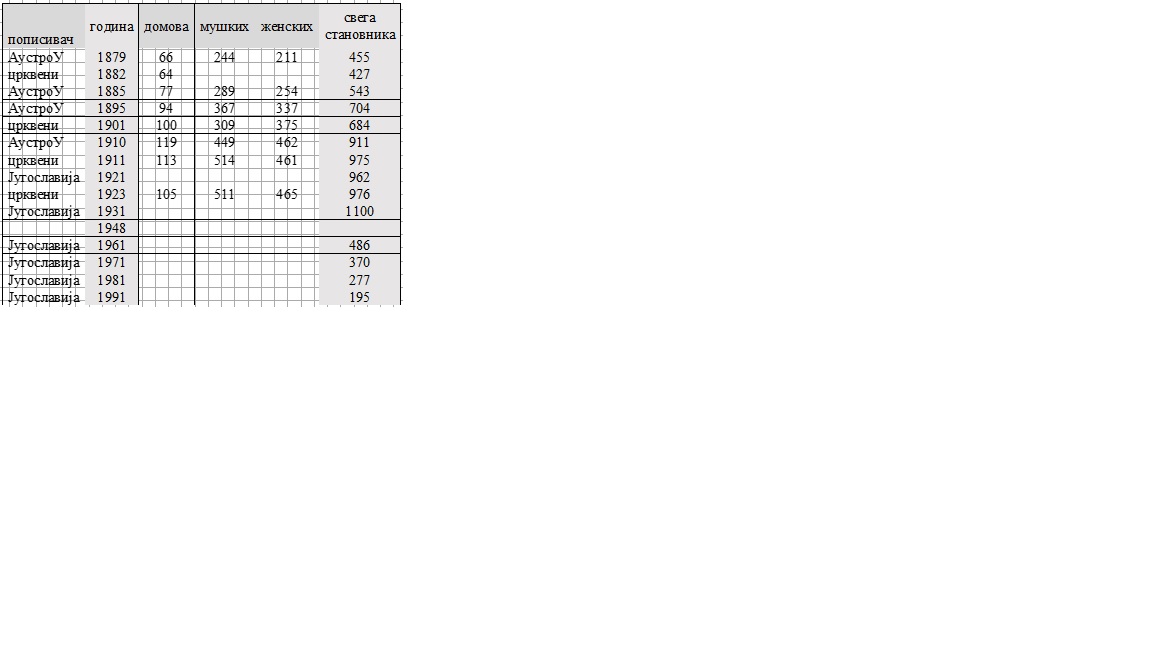 пописивач година домова мушких женских свега становника
АустроУ 1879 66 244 211 455
црквени 1882 64 427
АустроУ 1885 77 289 254 543
АустроУ 1895 94 367 337 704
црквени 1901 100 309 375 684
АустроУ 1910 119 449 462 911
црквени 1911 113 514 461 975
Југославија 1921 962
црквени 1923 105 511 465 976
Југославија 1931 1100
1948
Југославија 1961 486
Југославија 1971 370
Југославија 1981 277
Југославија 1991 195